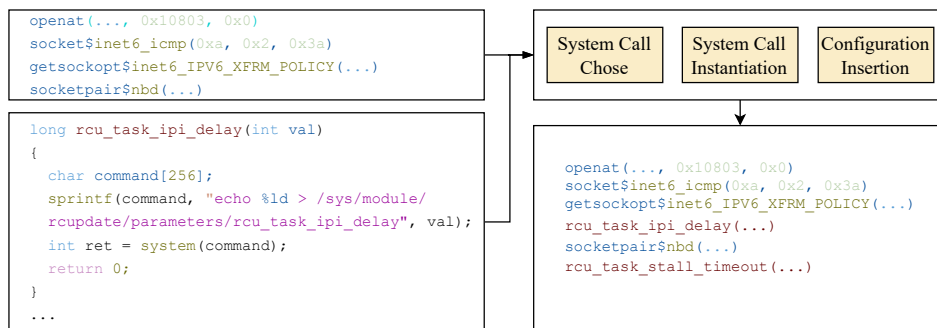 openat(..., 0x10803, 0x0)
socket$inet6_icmp(0xa, 0x2, 0x3a)
getsockopt$inet6_IPV6_XFRM_POLICY(...)
socketpair$nbd(...)
long rcu_task_ipi_delay(int val)
{
char command[256];
sprintf(command, "echo %ld > /sys/module/
rcupdate/parameters/rcu_task_ipi_delay", val);
int ret = system(command);
return 0;
}
...
System Call
Chose
System Call
Instantiation
Configuration
Insertion
openat(..., 0x10803, 0x0)
socket$inet6_icmp(0xa, 0x2, 0x3a)
getsockopt$inet6_IPV6_XFRM_POLICY(...)
rcu_task_ipi_delay(...)
socketpair$nbd(...)
rcu_task_stall_timeout(...)